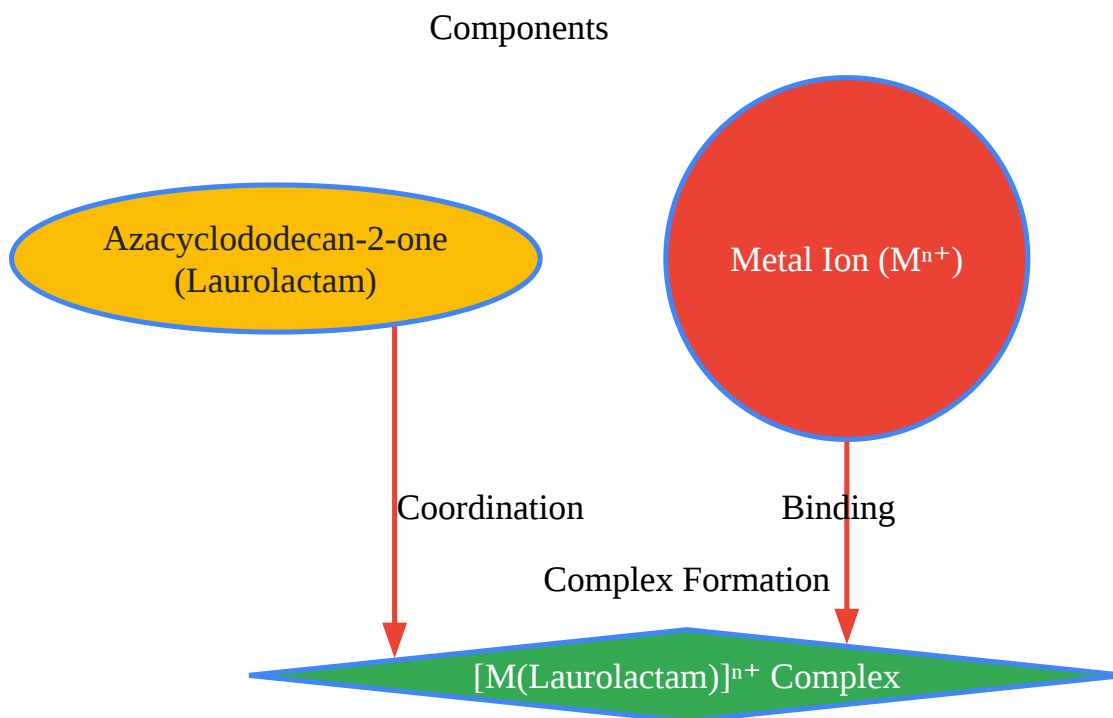 Components
Azacyclododecan-2-one
(Laurolactam)
Metal Ion (Mⁿ⁺)
Coordination
Binding
Complex Formation
[M(Laurolactam)]ⁿ⁺ Complex